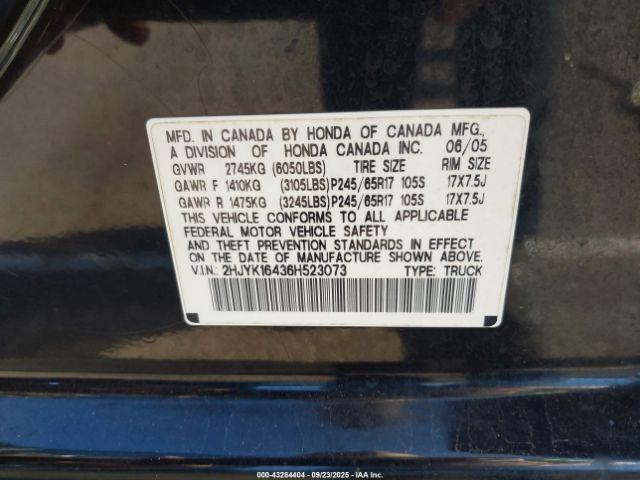 MFD. IN CANADA BY HONDA OF CANADA MFG.,
A DIVISION OF HONDA CANADA INC. 06/05
GVWR 2745KG (6050LBS) TIRE SIZE RIM SIZE
GAWR F 1410KG (3105LBS)P245/65R17 105S 17X7.5J
GAWR R 1475KG (3245LBS)P245/65R17 105S 17X7.5J
THIS VEHICLE CONFORMS TO ALL APPLICABLE
FEDERAL MOTOR VEHICLE SAFETY
AND THEFT PREVENTION STANDARDS IN EFFECT
ON THE DATE OF MANUFACTURE SHOWN ABOVE.
V.I.N.: 2HJYK16436H523073 TYPE: TRUCK
000-43284404 - 09/23/2025 - IAA Inc.